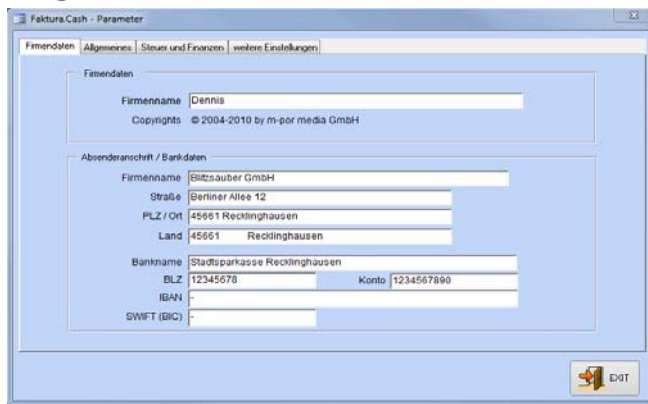 Faktura.Cash - Parameter
Firmendaten Allgemeines Steuer und Finanzen weitere Einstellungen
Firmendaten
Firmenname Dennis
Copyrights © 2004-2010 by m-por media GmbH
Absenderanschrift / Bankdaten
Firmenname Blitzsauber GmbH
Straße Berliner Allee 12
PLZ / Ort 45661 Recklinghausen
Land 45661 Recklinghausen
Bankname Stadtsparkasse Recklinghausen
BLZ 12345678 Konto 1234567890
IBAN -
SWIFT (BIC) -
EXIT